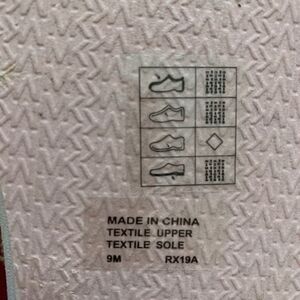 MADE IN CHINA
TEXTILE UPPER
TEXTILE SOLE
9M RX19A